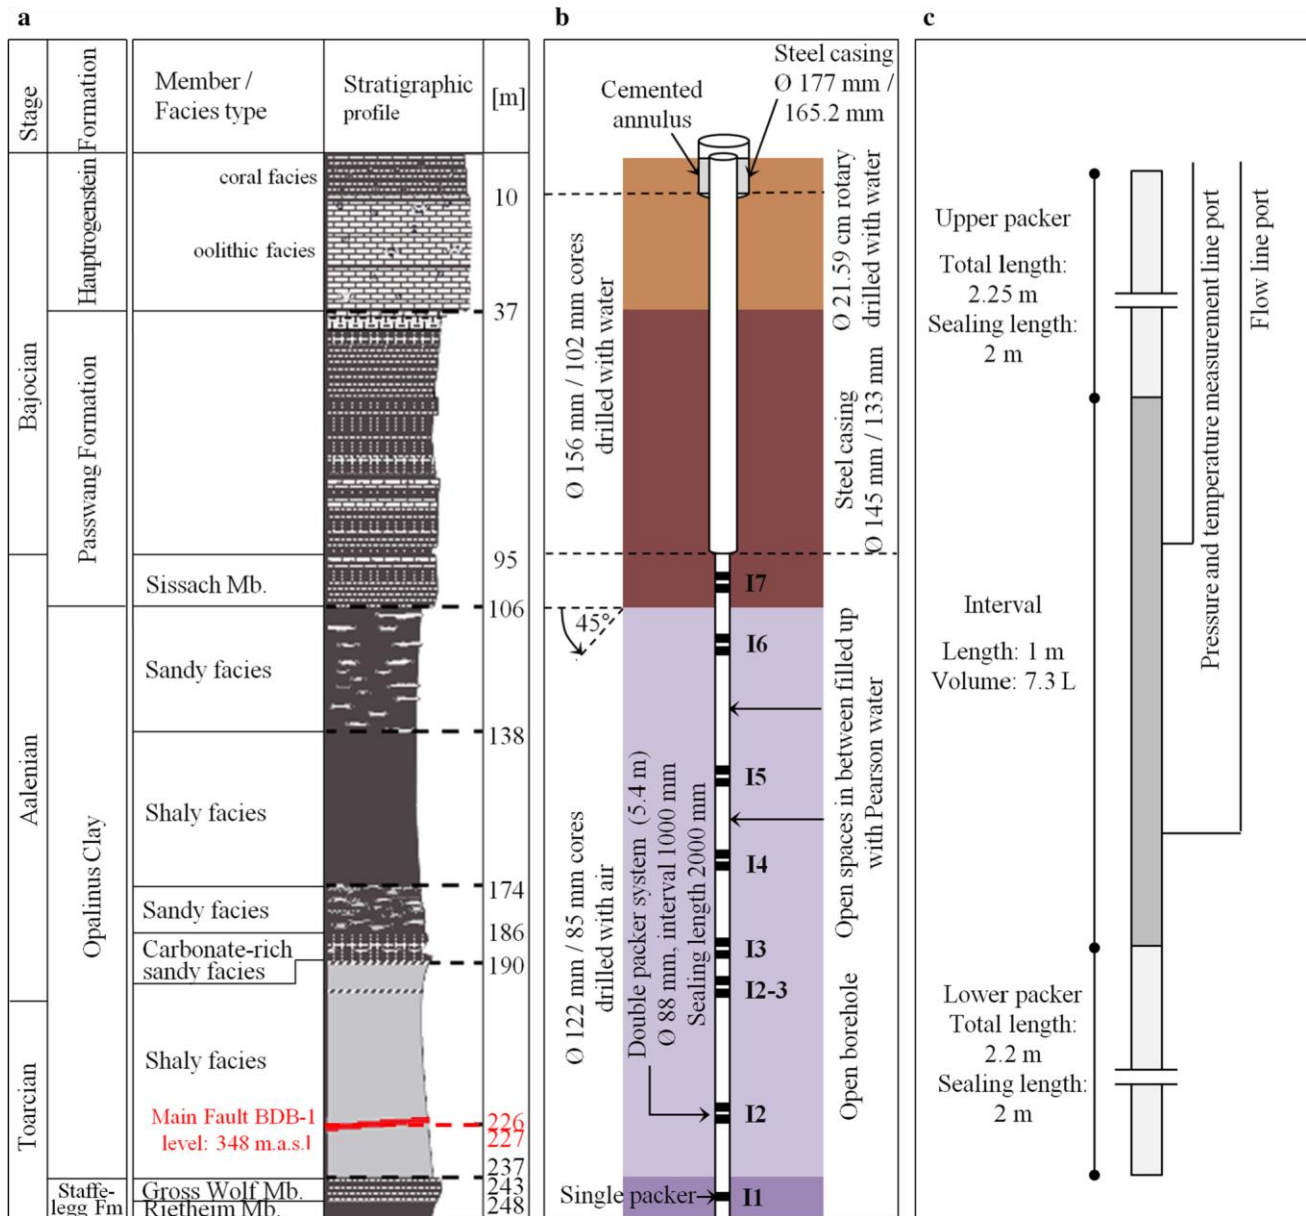 a
Stage
Formation
Member /
Facies type
Stratigraphic
profile
[m]
Bajocian
Aalenian
Toarcian
Hauptrogenstein
Passwang Formation
Opalinus Clay
Staffe-
legg Fm
coral facies
oolithic facies
Sissach Mb.
Sandy facies
Shaly facies
Sandy facies
Carbonate-rich
sandy facies
Shaly facies
Main Fault BDB-1
level: 348 m.a.s.l
Gross Wolf Mb.
Rietheim Mb.
10
37
95
106
138
174
186
190
226
227
237
243
248
b
Steel casing
Ø 177 mm /
165.2 mm
Cemented
annulus
Ø 21.59 cm rotary
drilled with water
Ø 156 mm / 102 mm cores
drilled with water
Steel casing
Ø 145 mm / 133 mm
45°
I7
I6
I5
I4
I3
I2-3
I2
I1
Open spaces in between filled up
with Pearson water
Double packer system (5.4 m)
Ø 88 mm, interval 1000 mm
Sealing length 2000 mm
Ø 122 mm / 85 mm cores
drilled with air
Open borehole
Single packer
c
Upper packer
Total length:
2.25 m
Sealing length:
2 m
Interval
Length: 1 m
Volume: 7.3 L
Lower packer
Total length:
2.2 m
Sealing length:
2 m
Pressure and temperature measurement line port
Flow line port